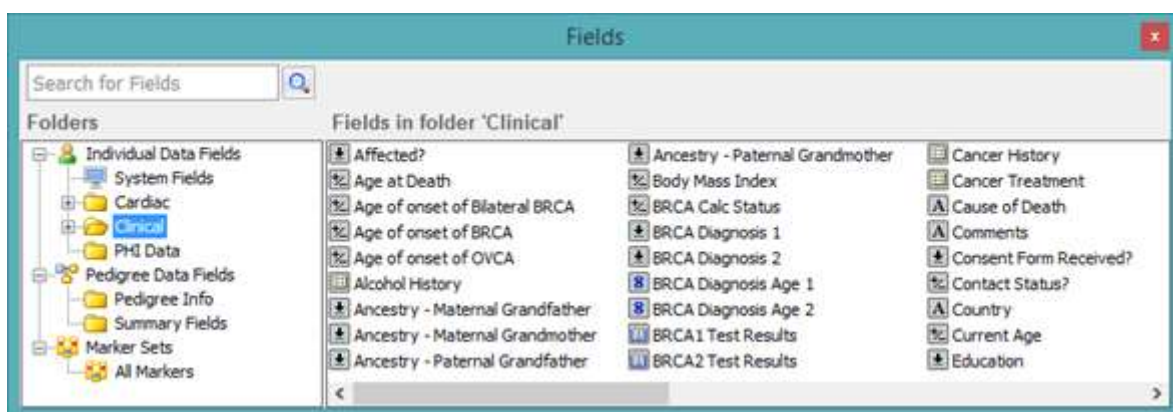 Fields
x
Search for Fields
Folders
Individual Data Fields
System Fields
Cardiac
Clinical
PHI Data
Pedigree Data Fields
Pedigree Info
Summary Fields
Marker Sets
All Markers
Fields in folder 'Clinical'
Affected?
Age at Death
Age of onset of Bilateral BRCA
Age of onset of BRCA
Age of onset of OVCA
Alcohol History
Ancestry - Maternal Grandfather
Ancestry - Maternal Grandmother
Ancestry - Paternal Grandfather
Ancestry - Paternal Grandmother
Body Mass Index
BRCA Calc Status
BRCA Diagnosis 1
BRCA Diagnosis 2
8 BRCA Diagnosis Age 1
8 BRCA Diagnosis Age 2
BRCA1 Test Results
BRCA2 Test Results
Cancer History
Cancer Treatment
A Cause of Death
A Comments
Consent Form Received?
Contact Status?
A Country
Current Age
Education